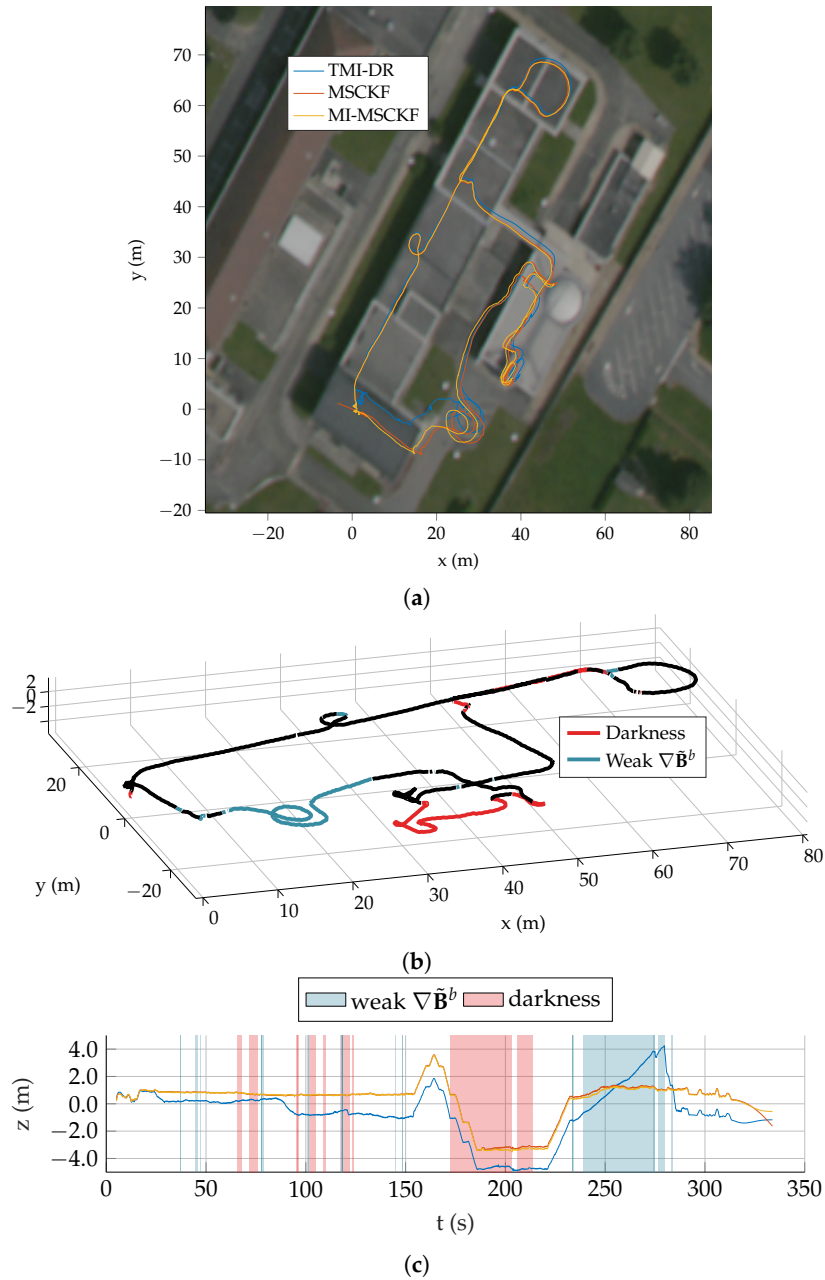 80
70
TMI-DR
MSCKF
60
MI-MSCKF
50
40
y (m)
30
20
10
0
−10
−20
−20 0 20 40 60 80
x (m)
(a)
2
0
−2
Darkness
Weak ∇B̃ᵇ
20
0
−20
y (m)
0 10 20 30 40 50 60 70 80
x (m)
(b)
weak ∇B̃ᵇ darkness
4.0
2.0
z (m)
0.0
−2.0
−4.0
0 50 100 150 200 250 300 350
t (s)
(c)